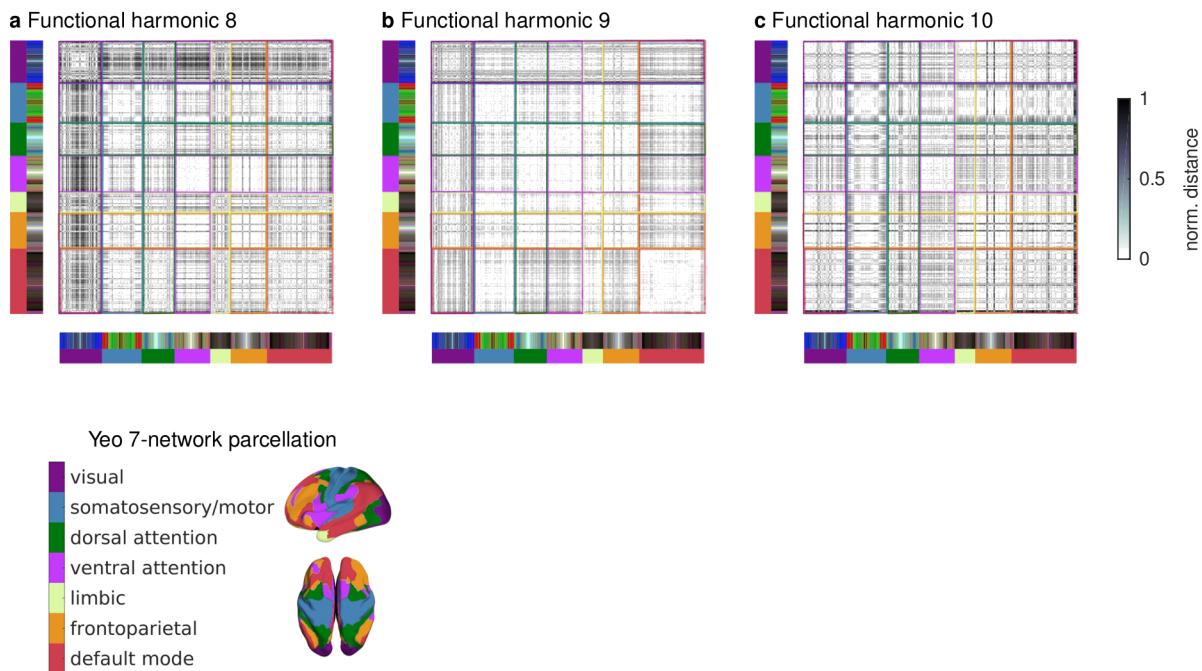 a Functional harmonic 8
b Functional harmonic 9
c Functional harmonic 10
1
0.5
0
norm. distance
Yeo 7-network parcellation
visual
somatosensory/motor
dorsal attention
ventral attention
limbic
frontoparietal
default mode